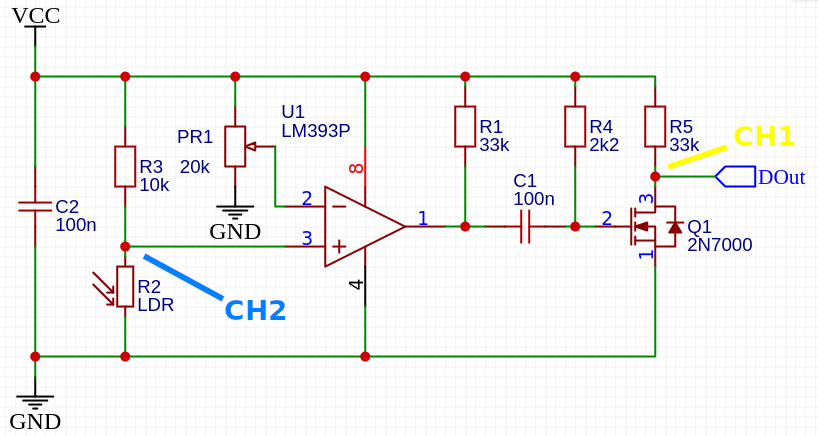 VCC
U1
LM393P
PR1
20k
R3
10k
8
R1
33k
R4
2k2
R5
33k
CH1
DOut
C1
100n
C2
100n
2
3
1
GND
2
3
1
Q1
2N7000
4
R2
LDR
CH2
GND